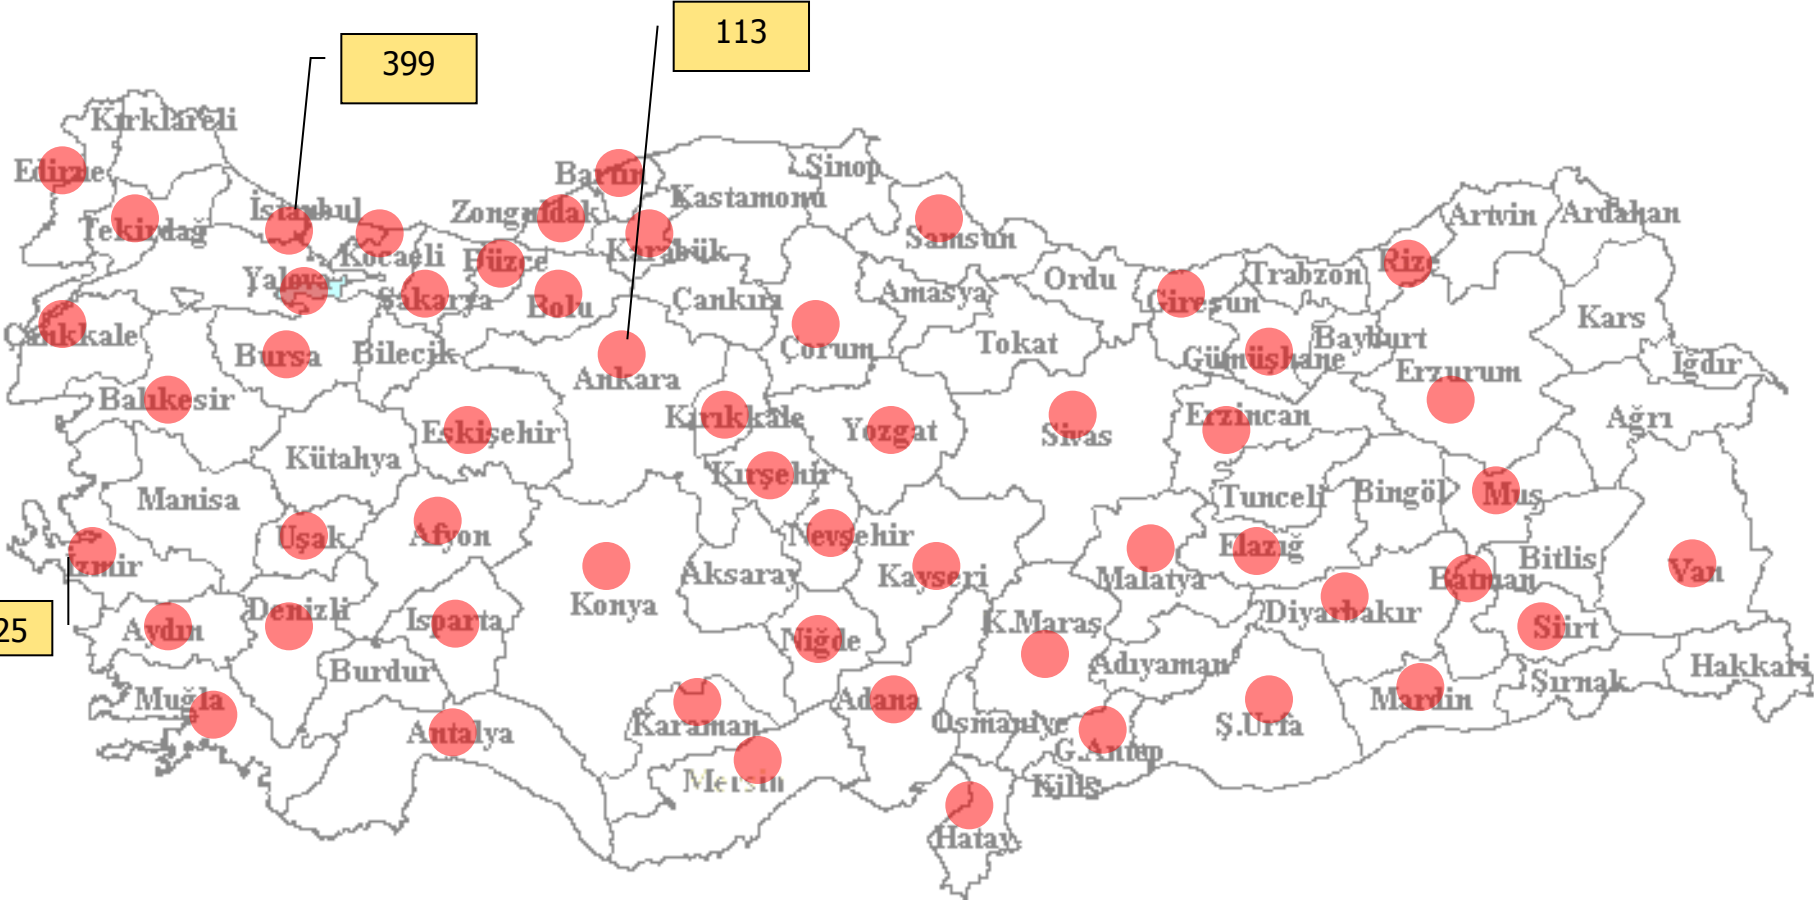 113
399
Kırklareli
Edirne
Tekirdağ
İstanbul
Kocaeli
Yalova
Sakarya
Düzce
Zonguldak
Bartın
Karabük
Kastamonu
Sinop
Samsun
Bolu
Çankırı
Amasya
Ordu
Giresun
Trabzon
Rize
Artvin
Ardahan
Kars
Iğdır
Çanakkale
Bursa
Bilecik
Ankara
Çorum
Tokat
Gümüşhane
Bayburt
Erzurum
Ağrı
Balıkesir
Kütahya
Eskişehir
Kırıkkale
Yozgat
Sivas
Erzincan
Manisa
Kırşehir
Tunceli
Bingöl
Muş
Uşak
Afyon
Nevşehir
Elazığ
Bitlis
Van
İzmir
Aksaray
Kayseri
Malatya
Batman
25
Aydın
Denizli
Isparta
Konya
Niğde
K.Maraş
Diyarbakır
Siirt
Burdur
Adıyaman
Şırnak
Hakkari
Muğla
Antalya
Karaman
Adana
Osmaniye
Ş.Urfa
Mardin
G.Antep
Mersin
Kilis
Hatay